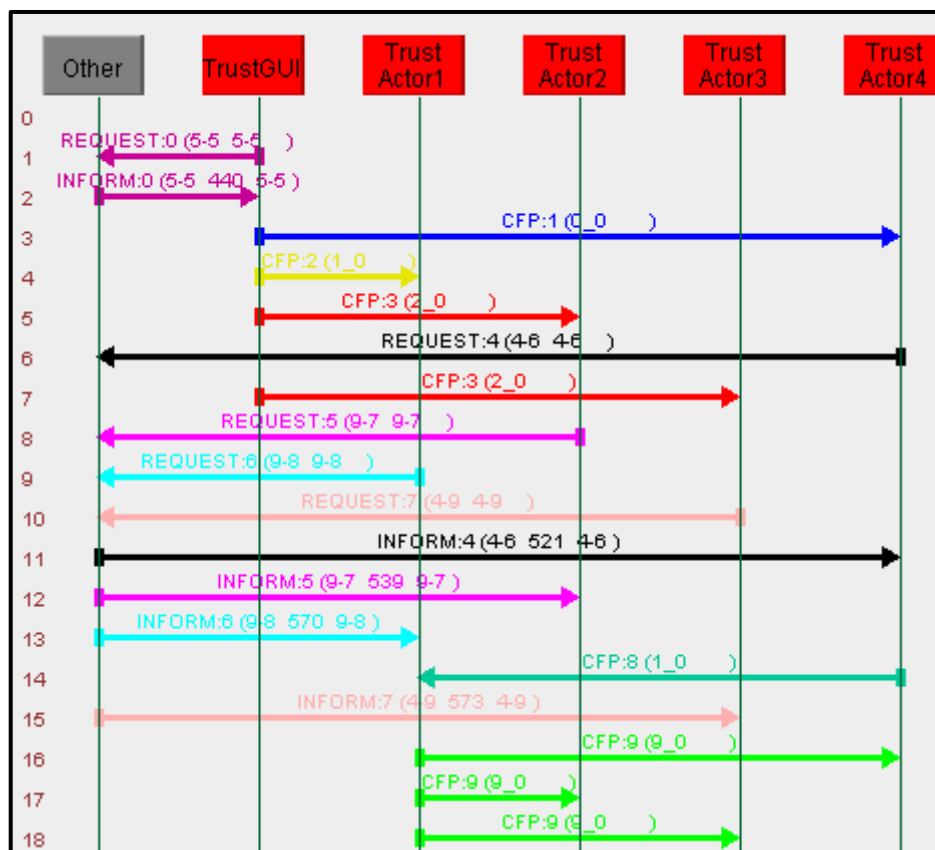 Other TrustGUI Trust Actor1 Trust Actor2 Trust Actor3 Trust Actor4
0
REQUEST:0 (5-5 5-5 )
1
INFORM:0 (5-5 440 5-5 )
2
CFP:1 (0_0 )
3
CFP:2 (1_0 )
4
CFP:3 (2_0 )
5
REQUEST:4 (4-6 4-6 )
6
CFP:3 (2_0 )
7
REQUEST:5 (9-7 9-7 )
8
REQUEST:6 (9-8 9-8 )
9
REQUEST:7 (4-9 4-9 )
10
INFORM:4 (4-6 521 4-6 )
11
INFORM:5 (9-7 539 9-7 )
12
INFORM:6 (9-8 570 9-8 )
13
CFP:8 (1_0 )
14
INFORM:7 (4-9 573 4-9 )
15
CFP:9 (9_0 )
16
CFP:9 (9_0 )
17
CFP:9 (9_0 )
18